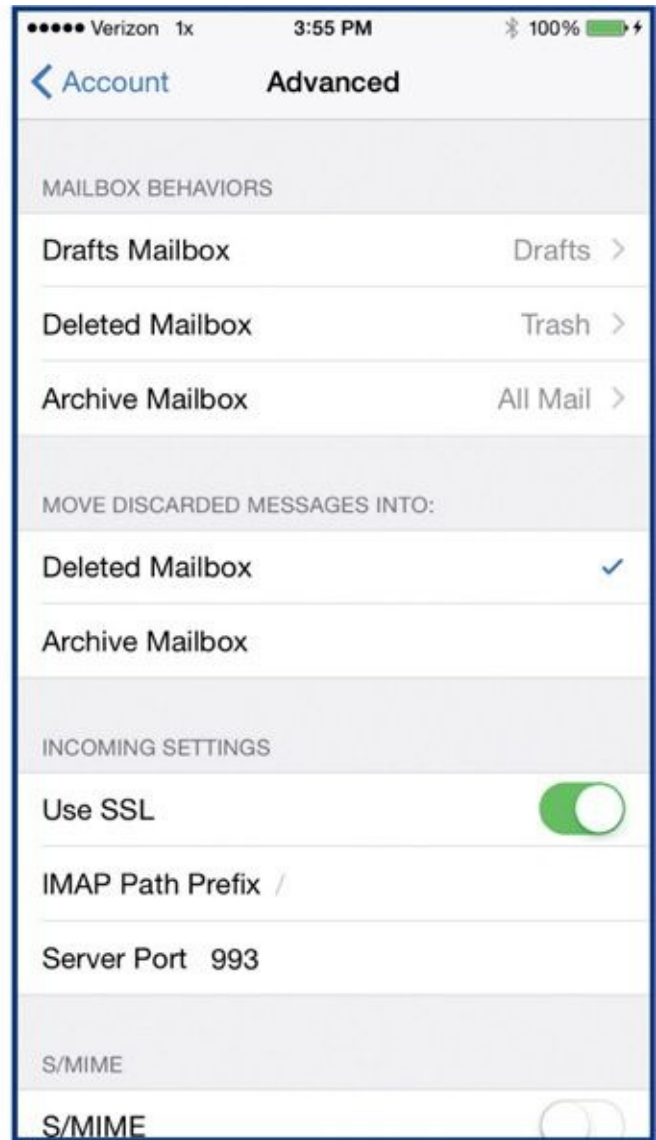 Verizon 1x 3:55 PM 100%
Account Advanced
MAILBOX BEHAVIORS
Drafts Mailbox Drafts
Deleted Mailbox Trash
Archive Mailbox All Mail
MOVE DISCARDED MESSAGES INTO:
Deleted Mailbox
Archive Mailbox
INCOMING SETTINGS
Use SSL
IMAP Path Prefix /
Server Port 993
S/MIME
S/MIME